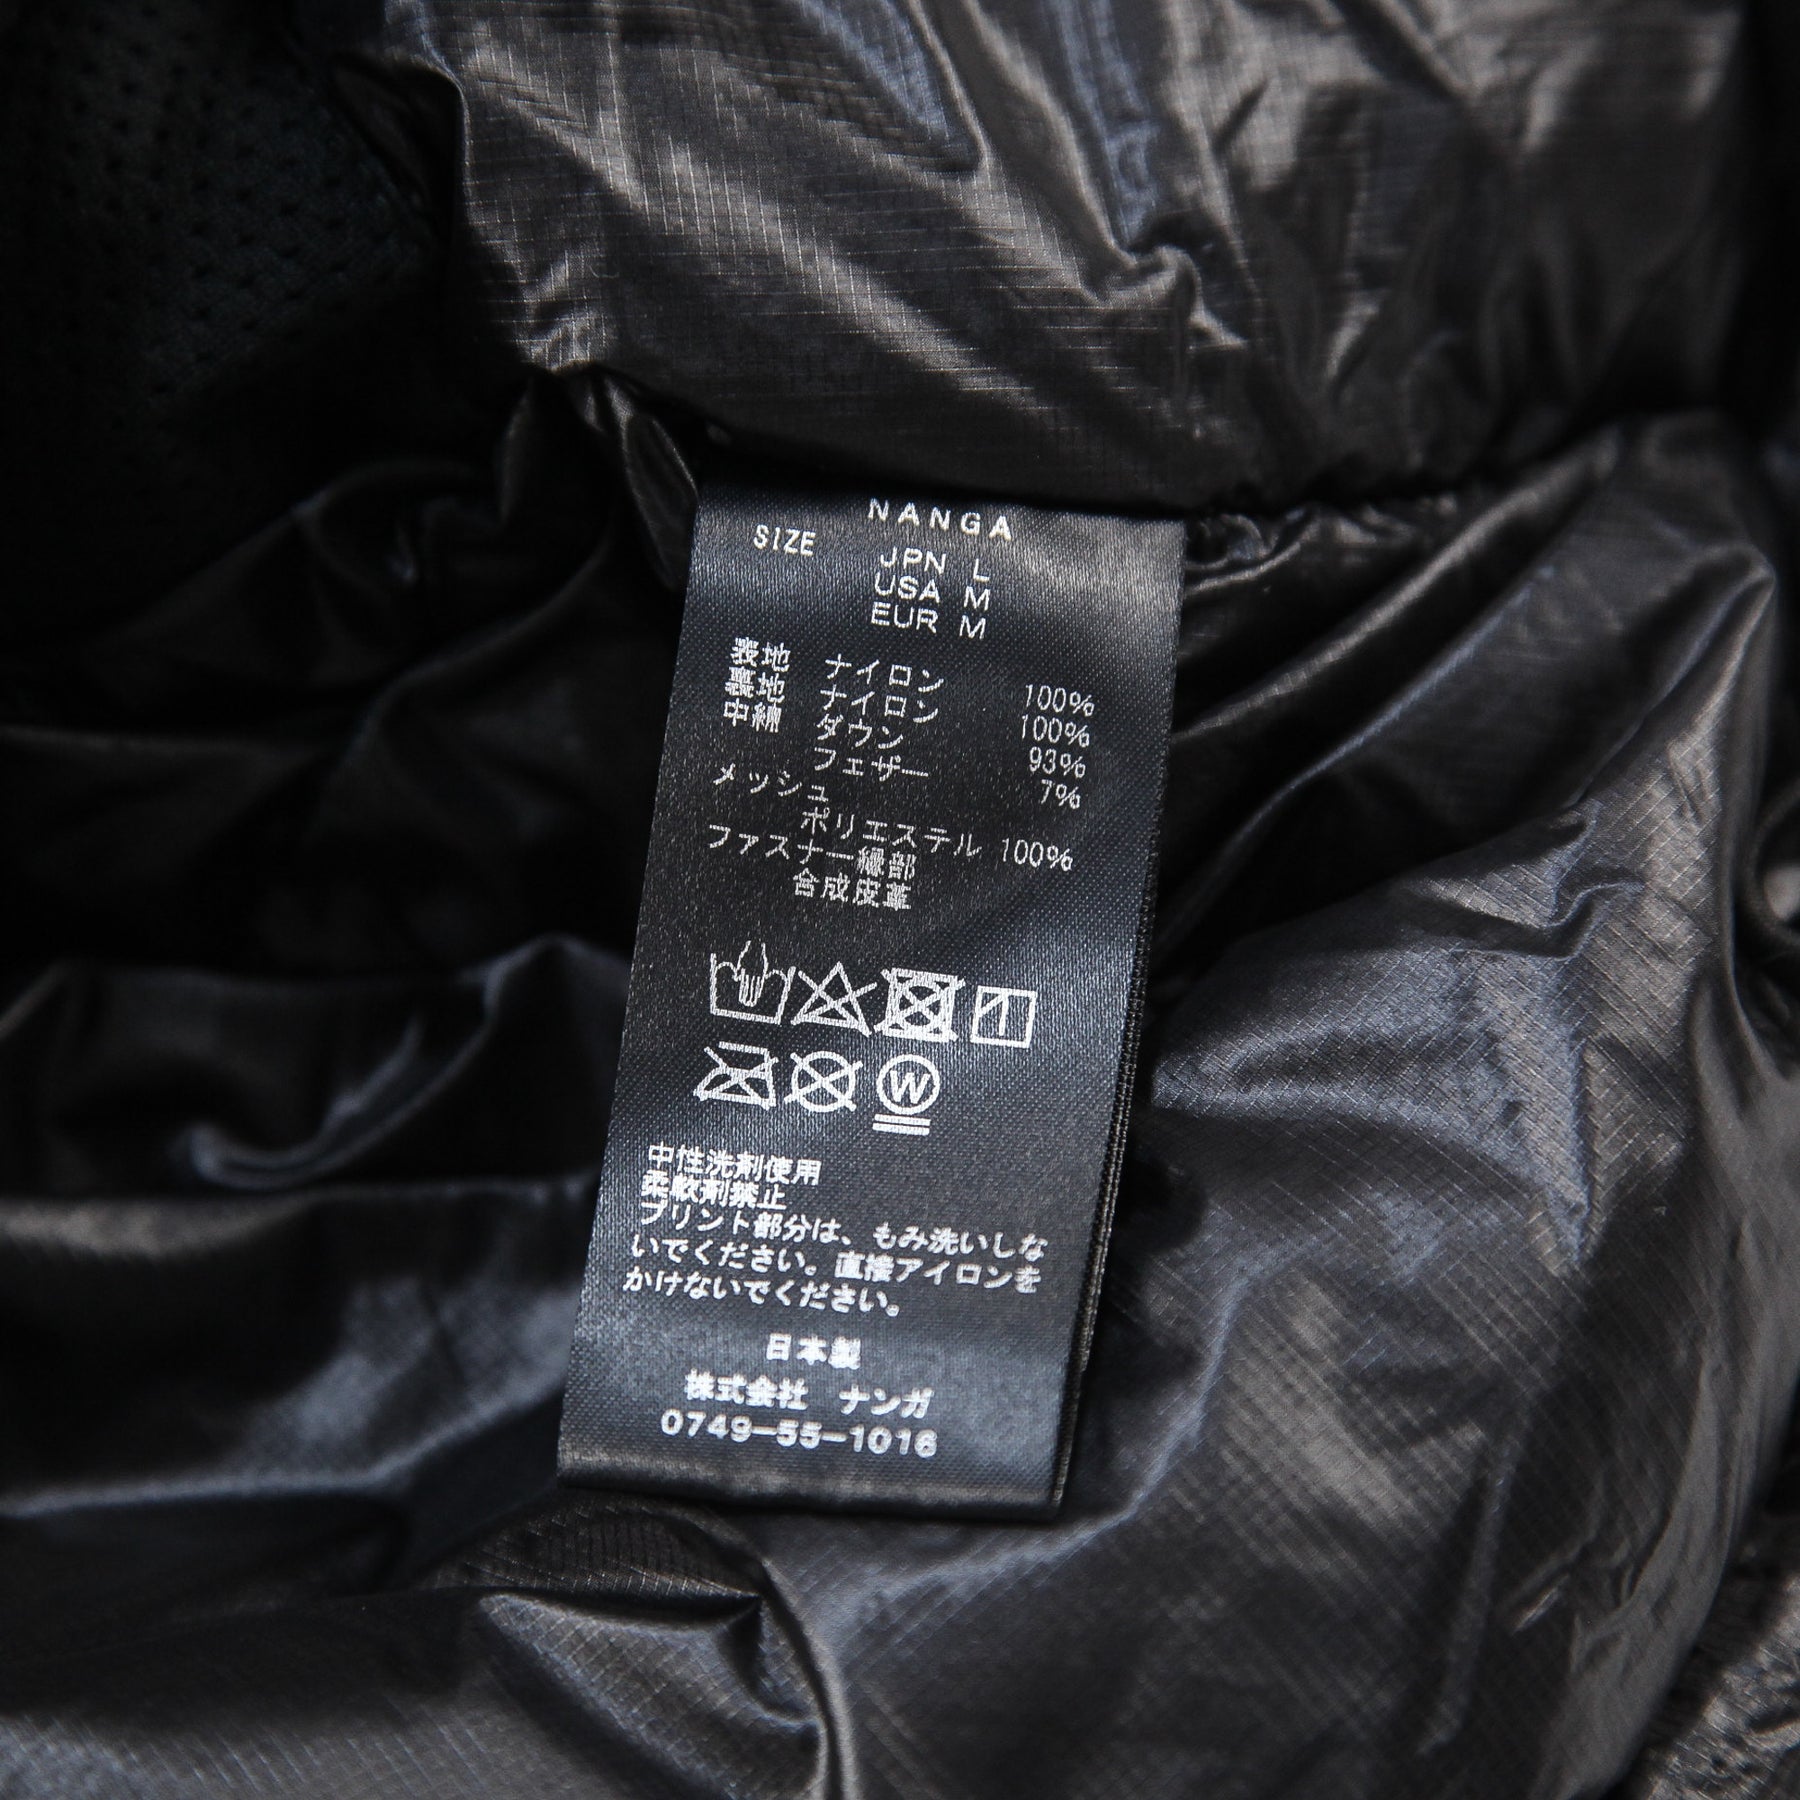 NANGA
SIZE JPN L
USA M
EUR M
表地 ナイロン 100%
裏地 ナイロン 100%
中綿 ダウン 93%
フェザー 7%
メッシュ
ポリエステル 100%
ファスナー縁部
合成皮革
W
中性洗剤使用
柔軟剤禁止
プリント部分は、もみ洗いしな
いでください。直接アイロンを
かけないでください。
日本製
株式会社 ナンガ
0749-55-1016